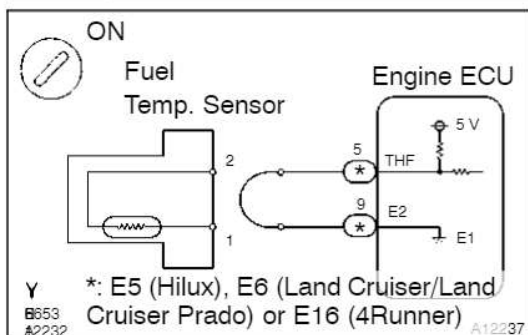 ON
Fuel
Temp. Sensor
Engine ECU
5 V
2
5
THF
9
E2
1
E1
*
*
*: E5 (Hilux), E6 (Land Cruiser/Land
Cruiser Prado) or E16 (4Runner)
A12237